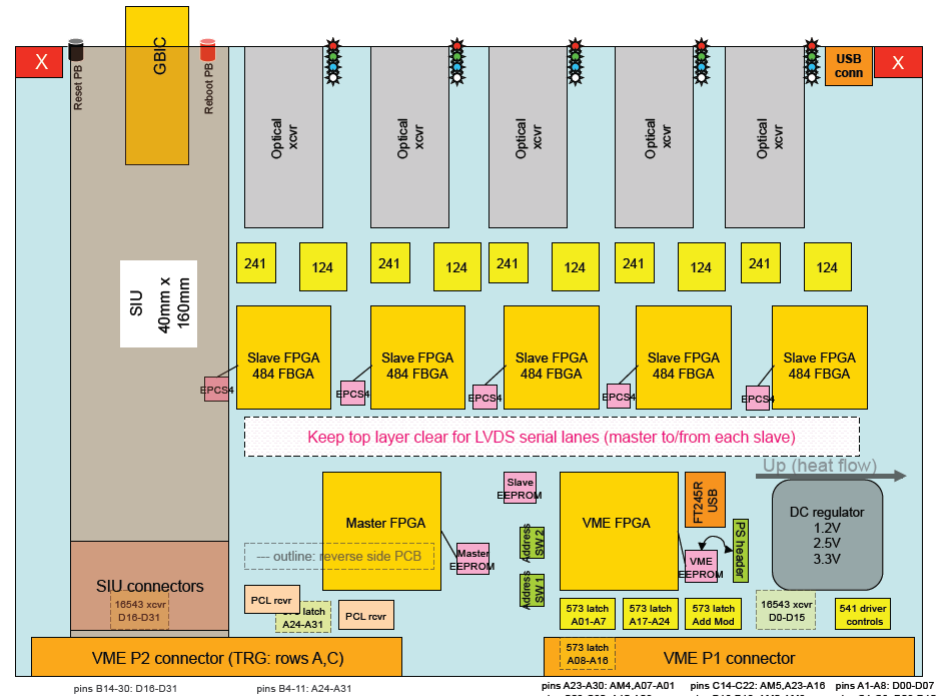 X
Reset PB
GBIC
Reboot PB
Optical
xcvr
Optical
xcvr
Optical
xcvr
Optical
xcvr
Optical
xcvr
USB
conn
X
241
124
241
124
241
124
241
124
241
124
SIU
40mm x
160mm
Slave FPGA
484 FBGA
Slave FPGA
484 FBGA
Slave FPGA
484 FBGA
Slave FPGA
484 FBGA
Slave FPGA
484 FBGA
EPCS4
EPCS4
EPCS4
EPCS4
EPCS4
Keep top layer clear for LVDS serial lanes (master to/from each slave)
Up (heat flow)
Master FPGA
Slave
EEPROM
VME FPGA
FT245R
USB
DC regulator
1.2V
2.5V
3.3V
Address
SW 2
PS header
--- outline: reverse side PCB
Master
EEPROM
VME
EEPROM
Address
SW 1
SIU connectors
16543 xcvr
D16-D31
PCL rcvr
latch
A24-A31
PCL rcvr
573 latch
A01-A7
573 latch
A17-A24
573 latch
Add Mod
16543 xcvr
D0-D15
541 driver
controls
VME P2 connector (TRG: rows A,C)
573 latch
A08-A16
VME P1 connector
pins B14-30: D16-D31
pins B4-11: A24-A31
pins A23-A30: AM4,A07-A01
pins C14-C22: AM5,A23-A16
pins A1-A8: D00-D07